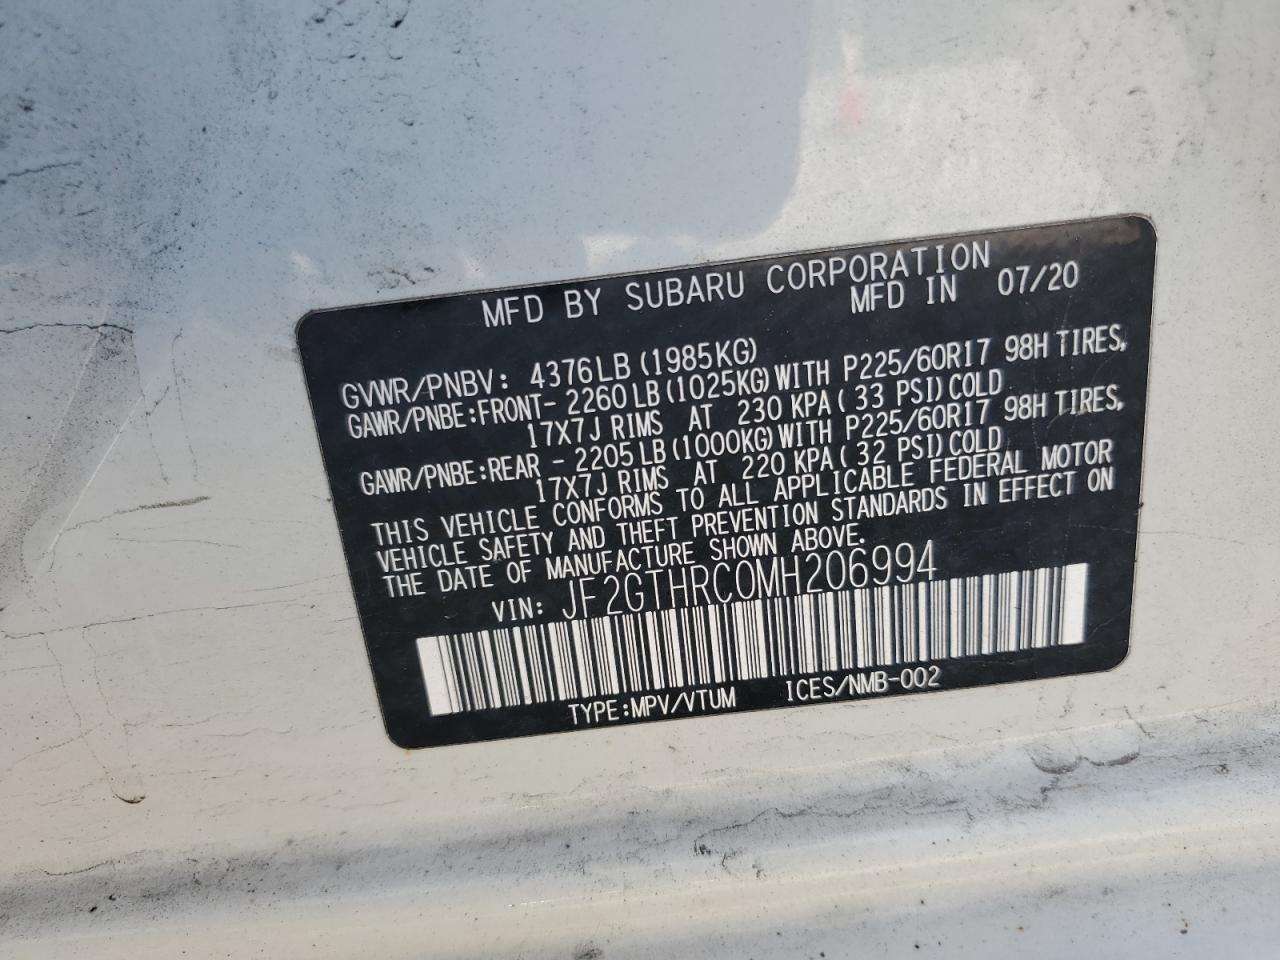 MFD BY SUBARU CORPORATION
MFD IN 07/20
GVWR/PNBV: 4376LB (1985KG)
GAWR/PNBE:FRONT- 2260LB (1025KG) WITH P225/60R17 98H TIRES,
17X7J RIMS AT 230 KPA ( 33 PSI) COLD
GAWR/PNBE:REAR - 2205LB (1000KG) WITH P225/60R17 98H TIRES,
17X7J RIMS AT 220 KPA ( 32 PSI) COLD
THIS VEHICLE CONFORMS TO ALL APPLICABLE FEDERAL MOTOR
VEHICLE SAFETY AND THEFT PREVENTION STANDARDS IN EFFECT ON
THE DATE OF MANUFACTURE SHOWN ABOVE.
VIN: JF2GTHRC0MH206994
TYPE:MPV/VTUM ICES/NMB-002